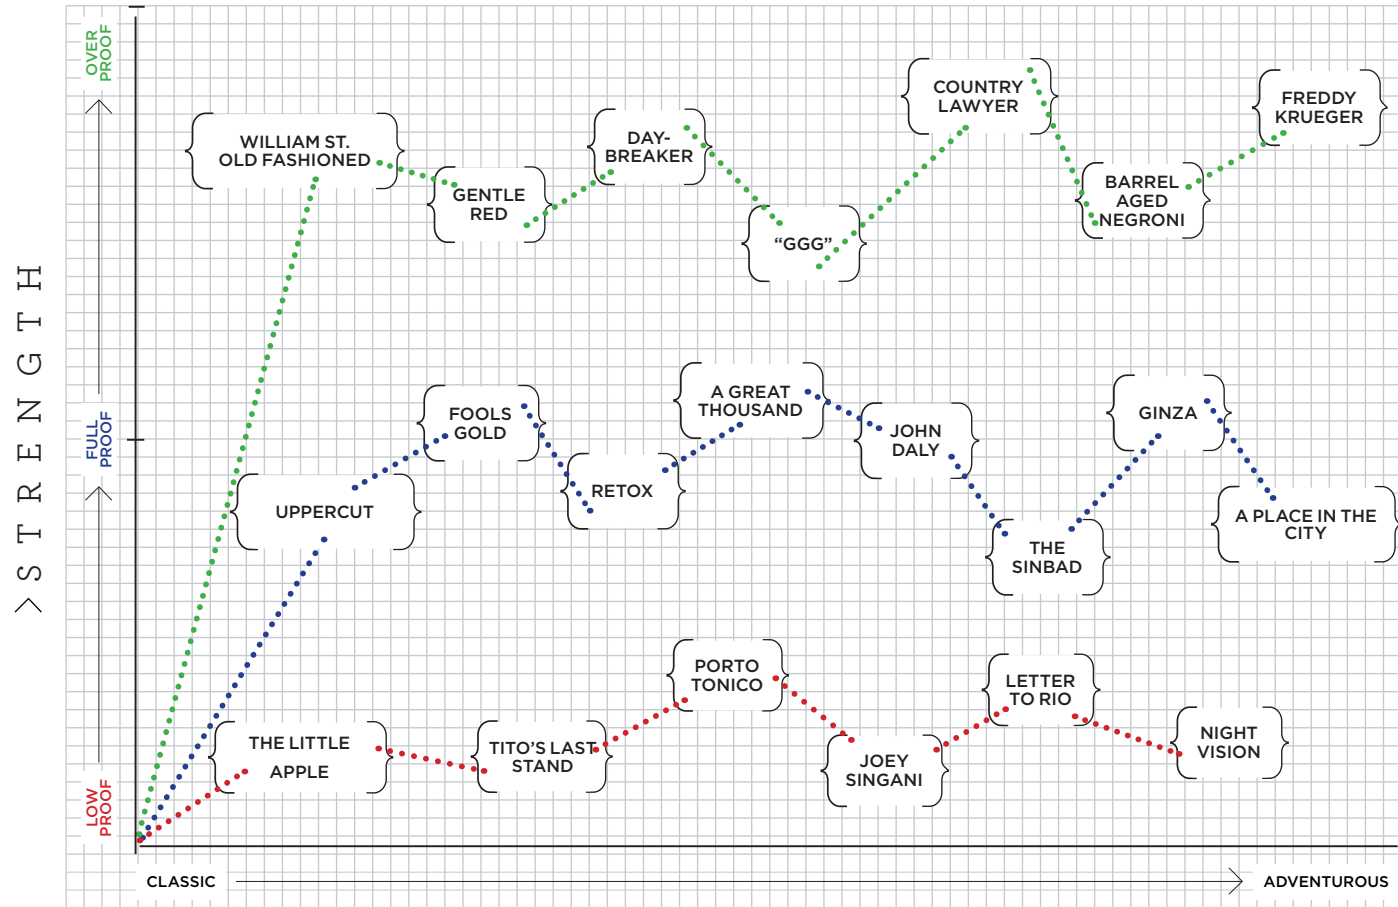 OVER
PROOF
COUNTRY
LAWYER
FREDDY
KRUEGER
WILLIAM ST.
OLD FASHIONED
DAY-
BREAKER
GENTLE
RED
BARREL
AGED
NEGRONI
“GGG”
> STRENGTH
FULL
PROOF
A GREAT
THOUSAND
FOOLS
GOLD
GINZA
JOHN
DALY
RETOX
UPPERCUT
A PLACE IN THE
CITY
THE
SINBAD
PORTO
TONICO
LETTER
TO RIO
THE LITTLE
APPLE
TITO’S LAST
STAND
JOEY
SINGANI
NIGHT
VISION
LOW
PROOF
CLASSIC
ADVENTUROUS